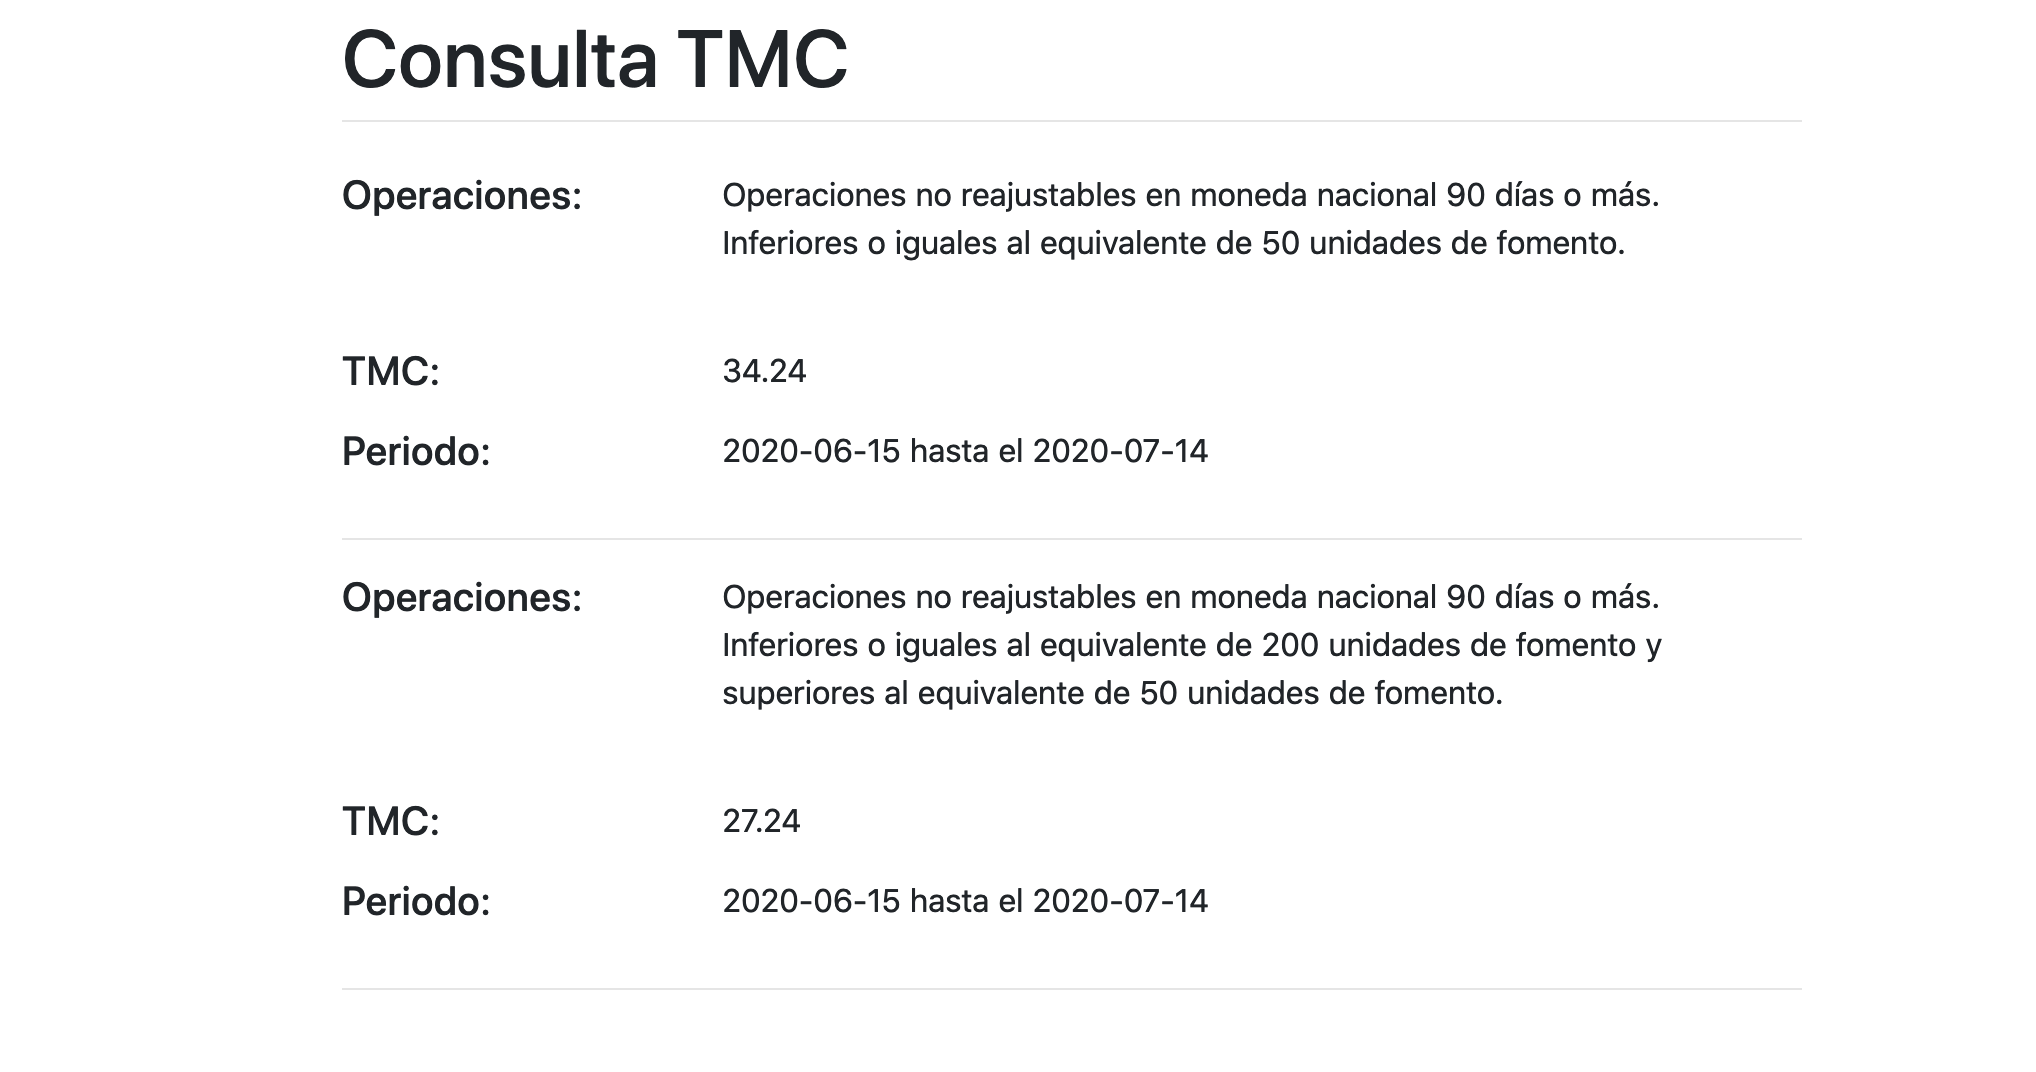 Consulta TMC
Operaciones: Operaciones no reajustables en moneda nacional 90 días o más.
Inferiores o iguales al equivalente de 50 unidades de fomento.
TMC: 34.24
Periodo: 2020-06-15 hasta el 2020-07-14
Operaciones: Operaciones no reajustables en moneda nacional 90 días o más.
Inferiores o iguales al equivalente de 200 unidades de fomento y
superiores al equivalente de 50 unidades de fomento.
TMC: 27.24
Periodo: 2020-06-15 hasta el 2020-07-14